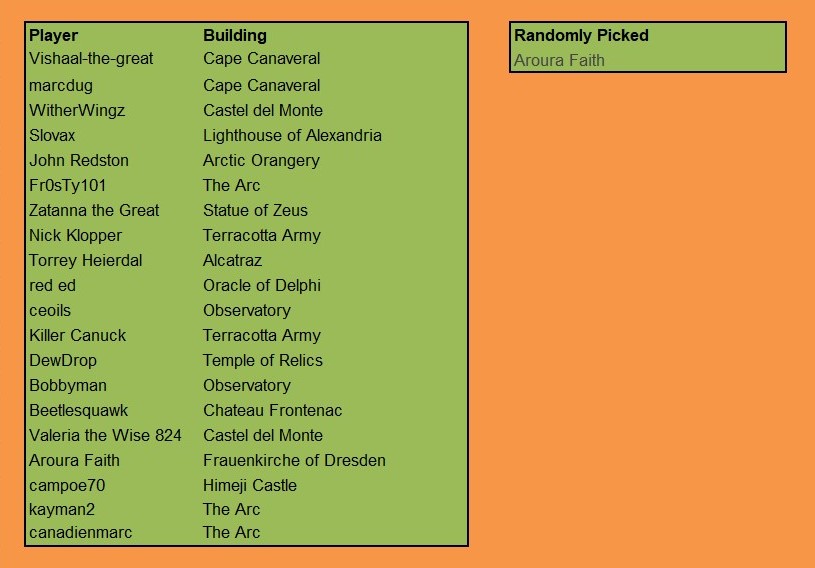 Player Building
Vishaal-the-great Cape Canaveral
marcdug Cape Canaveral
WitherWingz Castel del Monte
Slovax Lighthouse of Alexandria
John Redston Arctic Orangery
Fr0sTy101 The Arc
Zatanna the Great Statue of Zeus
Nick Klopper Terracotta Army
Torrey Heierdal Alcatraz
red ed Oracle of Delphi
ceoils Observatory
Killer Canuck Terracotta Army
DewDrop Temple of Relics
Bobbyman Observatory
Beetlesquawk Chateau Frontenac
Valeria the Wise 824 Castel del Monte
Aroura Faith Frauenkirche of Dresden
campoe70 Himeji Castle
kayman2 The Arc
canadienmarc The Arc
Randomly Picked
Aroura Faith